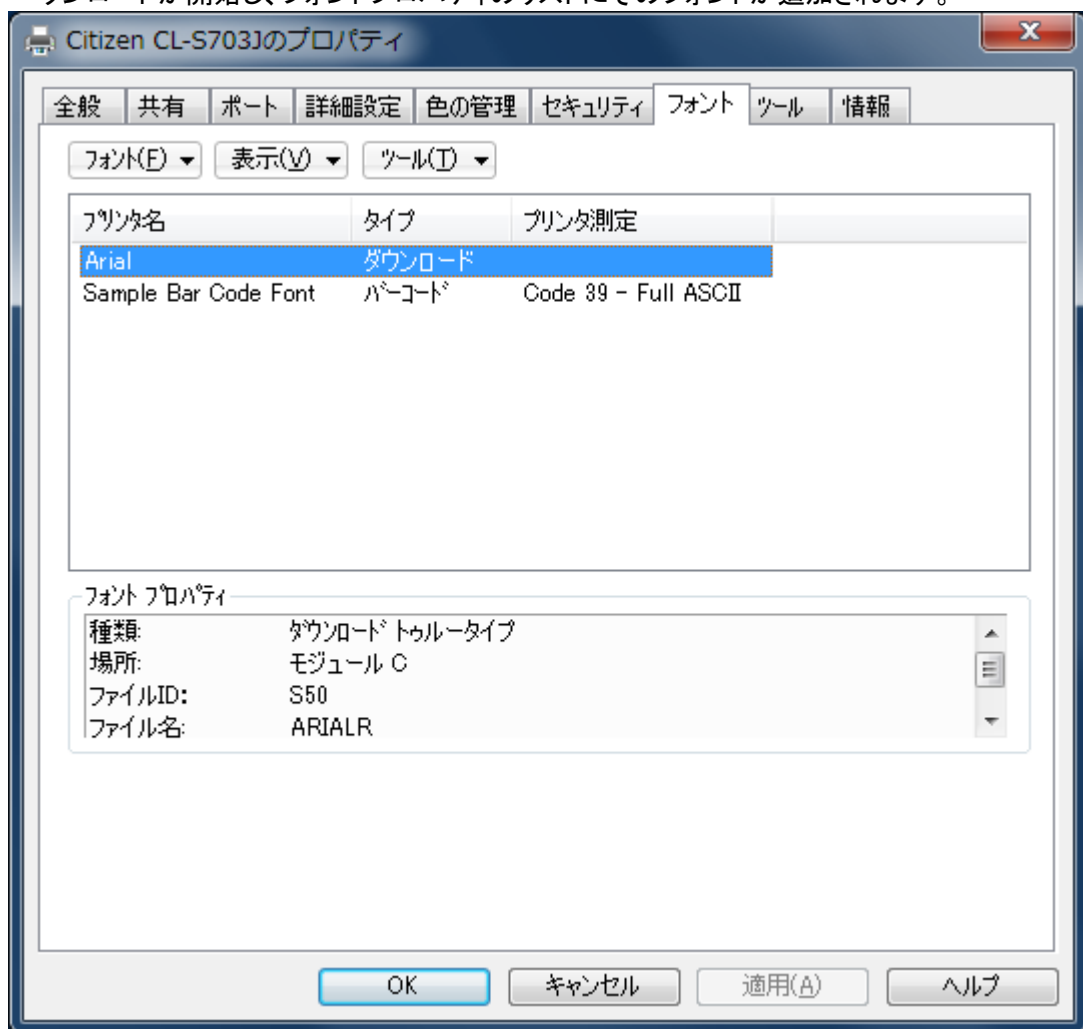 Citizen CL-S703Jのプロパティ
全般 共有 ポート 詳細設定 色の管理 セキュリティ フォント ツール 情報
フォント(F) 表示(V) ツール(T)
プリンタ名 タイプ プリンタ測定
Arial ダウンロード
Sample Bar Code Font バーコード Code 39 - Full ASCII
フォント プロパティ
種類: ダウンロード トゥルータイプ
場所: モジュール C
ファイルID: S50
ファイル名: ARIALR
OK キャンセル 適用(A) ヘルプ